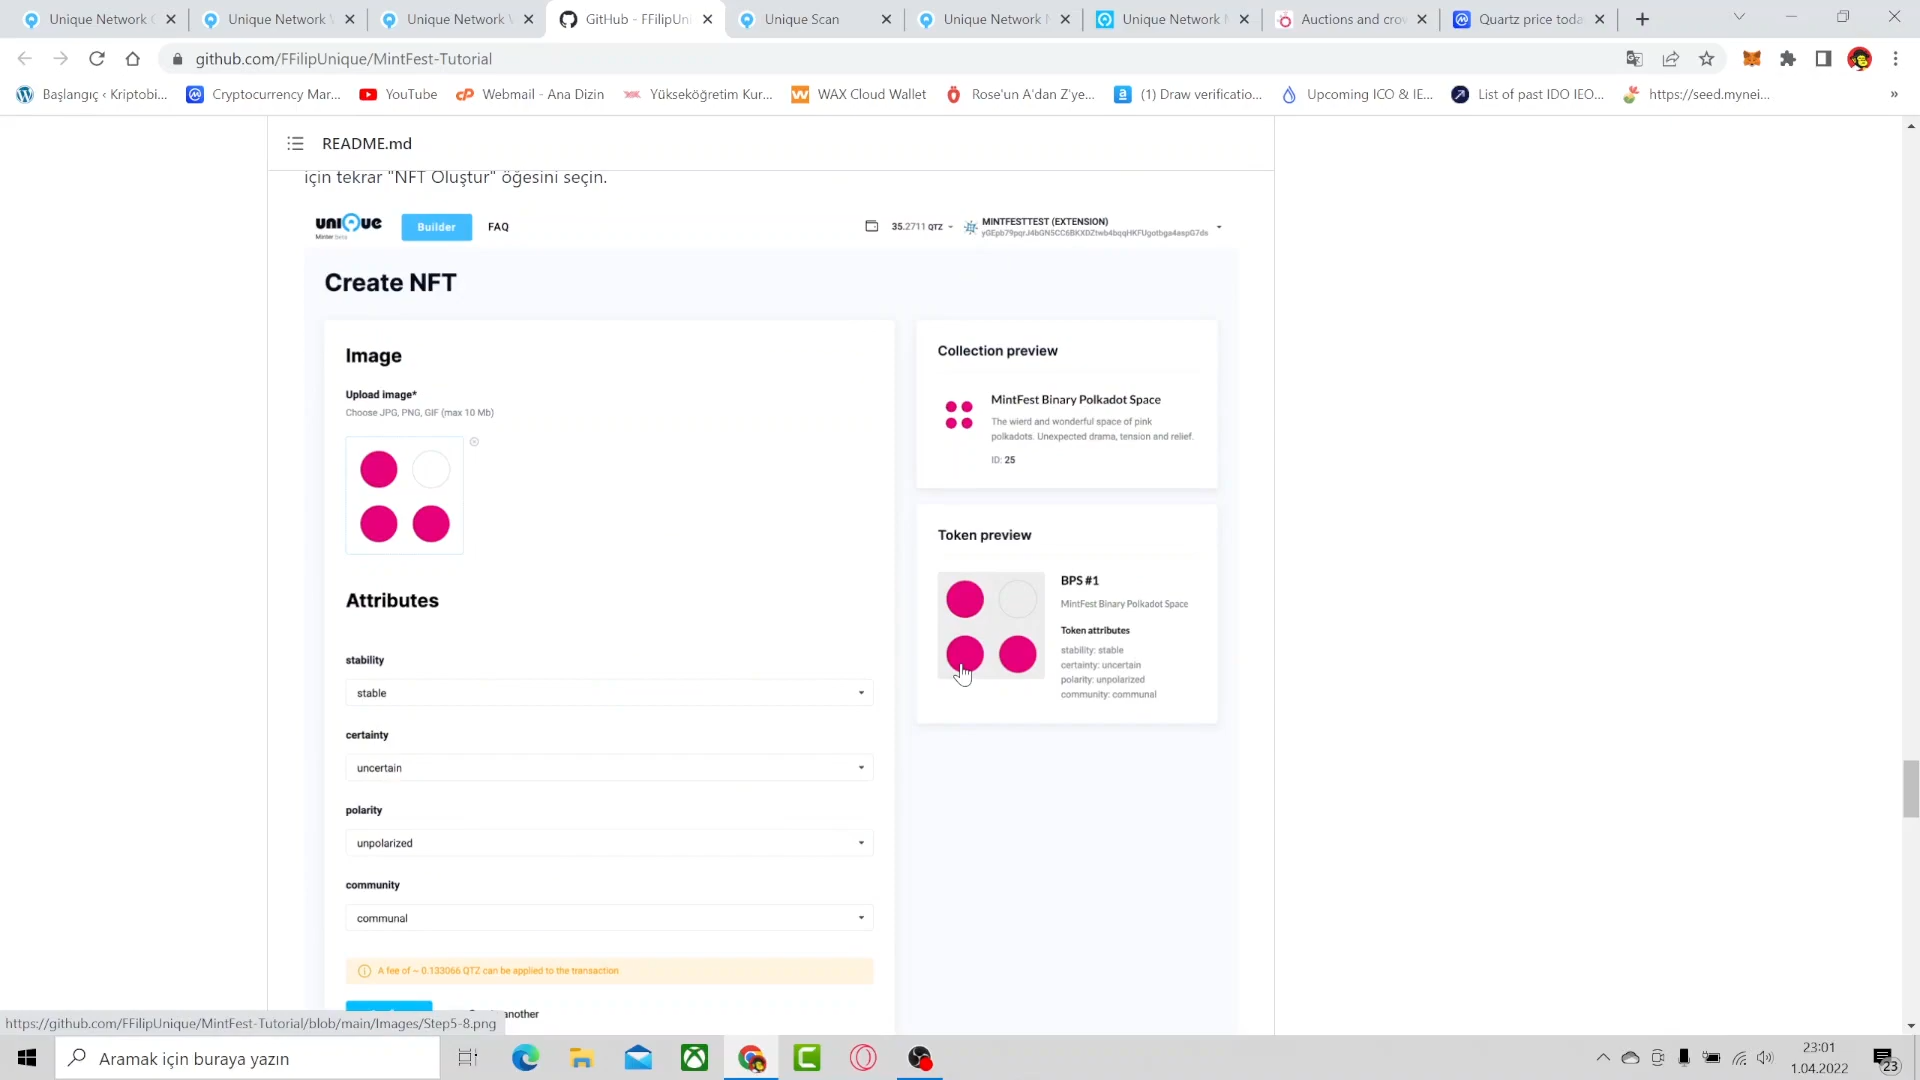 Unique Network
Unique Network
Unique Network
GitHub - FFilipUni
Unique Scan
Unique Network
Unique Network
Auctions and crow
Quartz price toda
github.com/FFilipUnique/MintFest-Tutorial
Başlangıç ‹ Kriptobi...
Cryptocurrency Mar...
YouTube
Webmail - Ana Dizin
Yükseköğretim Kur...
WAX Cloud Wallet
Rose'un A'dan Z'ye...
(1) Draw verificatio...
Upcoming ICO & IE...
List of past IDO IEO...
https://seed.mynei...
»
README.md
için tekrar "NFT Oluştur" öğesini seçin.
unique
Minter Beta
Builder
FAQ
35.2711 QTZ
MINTFESTTEST (EXTENSION)
Create NFT
Image
Upload image*
Choose JPG, PNG, GIF (max 10 Mb)
Attributes
stability
stable
certainty
uncertain
polarity
unpolarized
community
communal
A fee of ~ 0.133066 QTZ can be applied to the transaction
another
Collection preview
MintFest Binary Polkadot Space
The wierd and wonderful space of pink
polkadots. Unexpected drama, tension and relief.
ID: 25
Token preview
BPS #1
MintFest Binary Polkadot Space
Token attributes
stability: stable
certainty: uncertain
polarity: unpolarized
community: communal
https://github.com/FFilipUnique/MintFest-Tutorial/blob/main/Images/Step5-8.png
Aramak için buraya yazın
23:01
1.04.2022
23